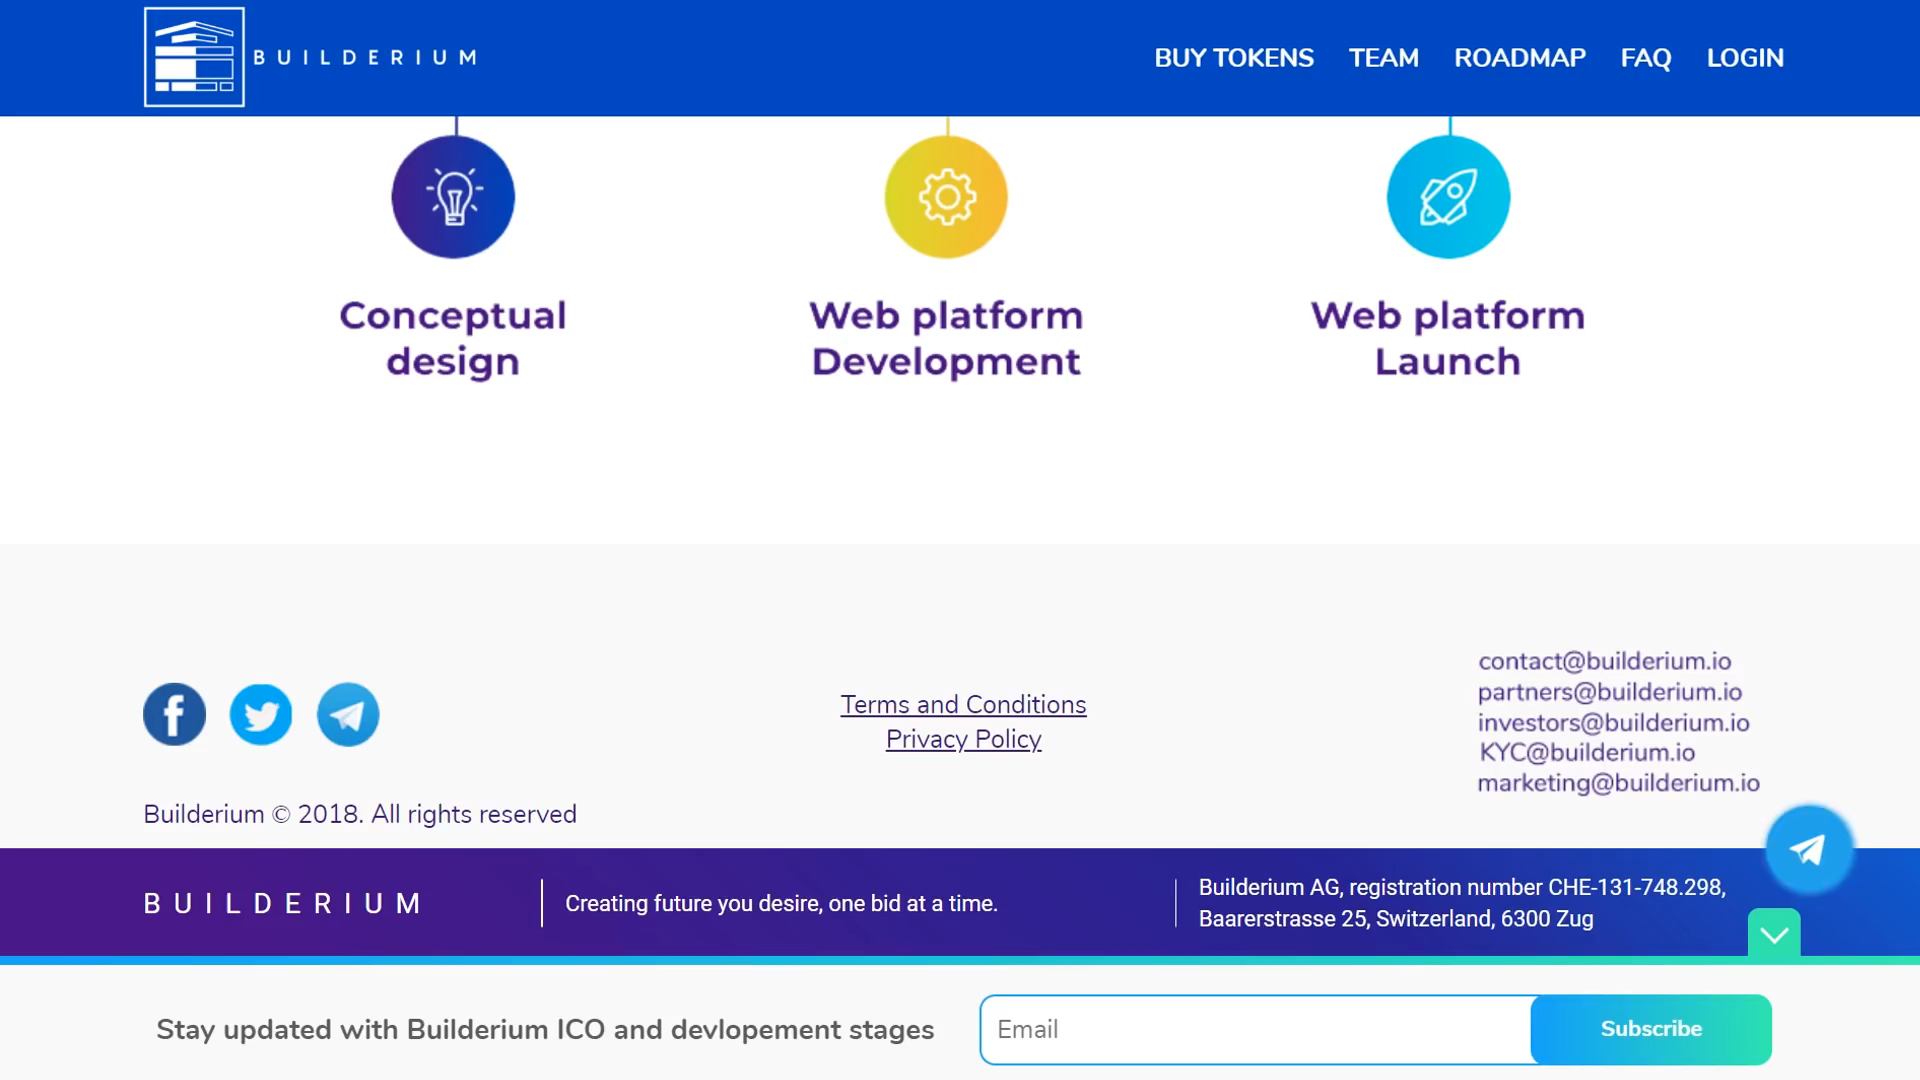 BUILDERIUM
BUY TOKENS TEAM ROADMAP FAQ LOGIN
Conceptual
design
Web platform
Development
Web platform
Launch
Terms and Conditions
Privacy Policy
contact@builderium.io
partners@builderium.io
investors@builderium.io
KYC@builderium.io
marketing@builderium.io
Builderium © 2018. All rights reserved
BUILDERIUM
Creating future you desire, one bid at a time.
Builderium AG, registration number CHE-131-748.298,
Baarerstrasse 25, Switzerland, 6300 Zug
Stay updated with Builderium ICO and devlopement stages
Email
Subscribe